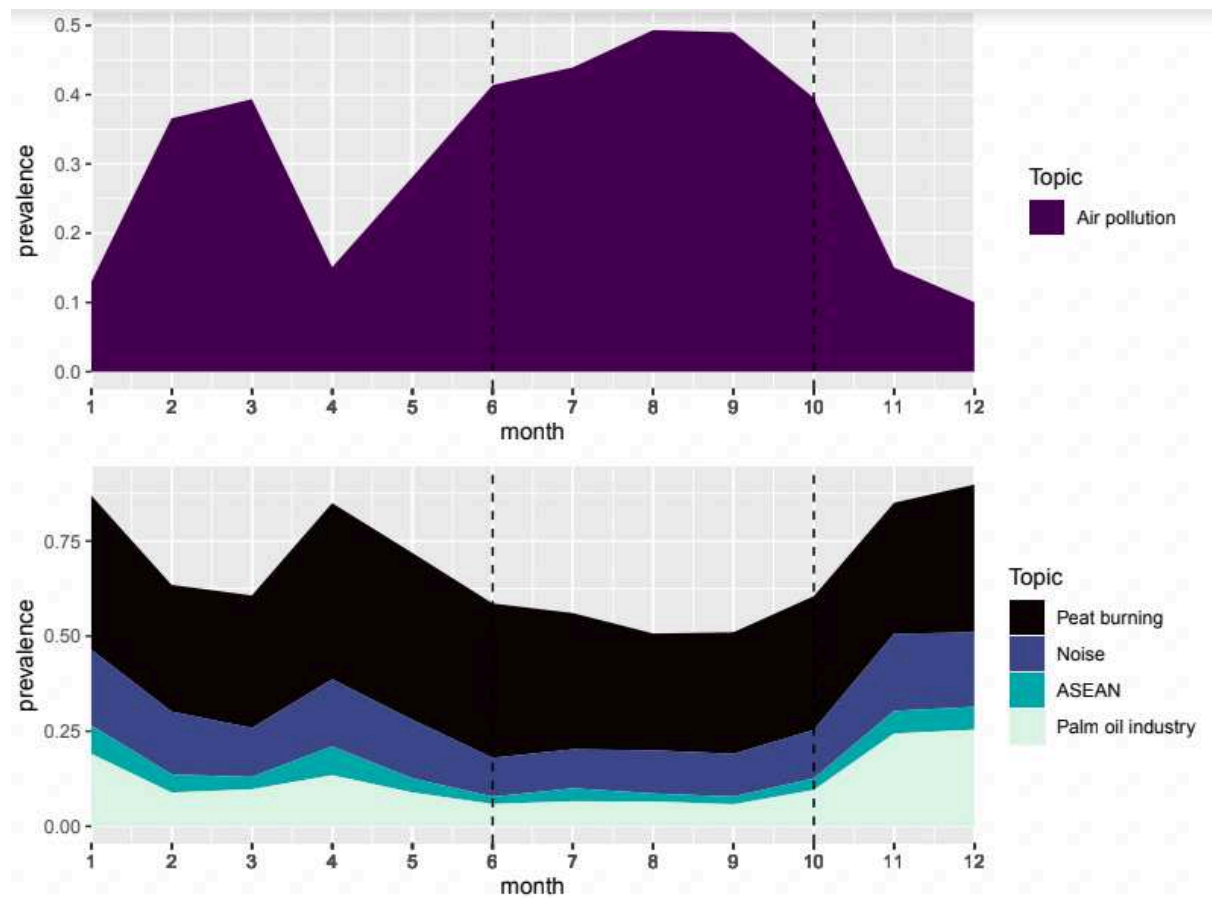 0.5
0.4
0.3
0.2
0.1
0.0
prevalence
1 2 3 4 5 6 7 8 9 10 11 12
month
Topic
Air pollution
0.75
0.50
0.25
0.00
prevalence
1 2 3 4 5 6 7 8 9 10 11 12
month
Topic
Peat burning
Noise
ASEAN
Palm oil industry